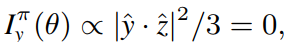 I_y^π(θ) ∝ |ŷ · ẑ|²/3 = 0,